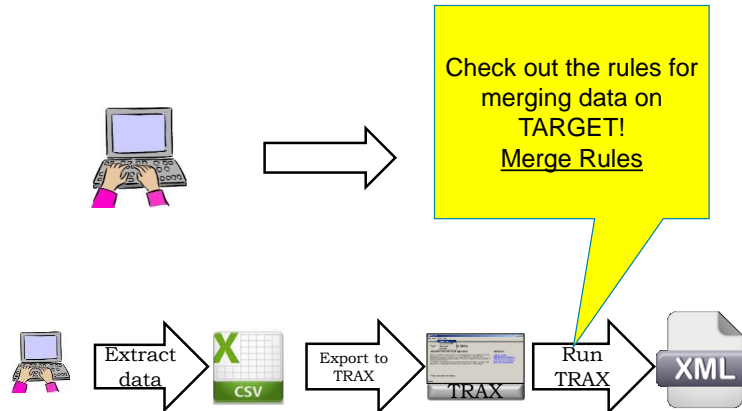 Check out the rules for
merging data on
TARGET!
Merge Rules
Extract
data
X
CSV
Export to
TRAX
TRAX
Run
TRAX
XML